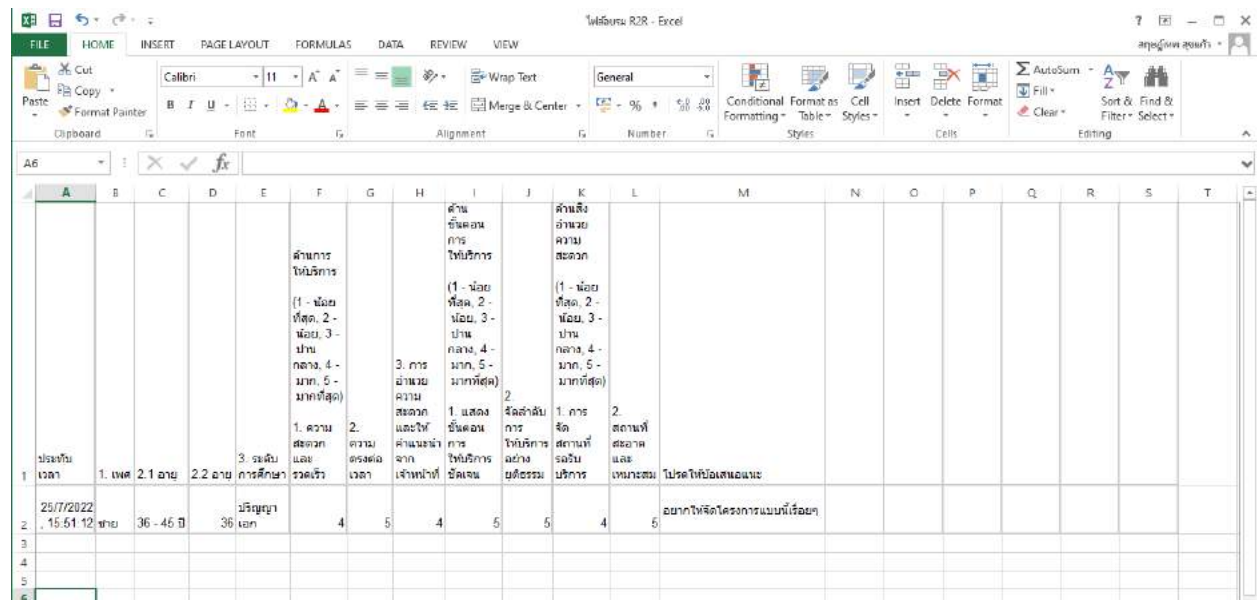 ไฟล์อบรม R2R - Excel
FILE HOME INSERT PAGE LAYOUT FORMULAS DATA REVIEW VIEW
Cut
Copy
Format Painter
Paste
Clipboard
Calibri 11
B I U
Font
Wrap Text
Merge & Center
Alignment
General
Number
Conditional Formatting
Format as Table
Cell Styles
Styles
Insert Delete Format
Cells
AutoSum
Fill
Clear
Sort & Filter
Find & Select
Editing
A6
fx
A B C D E F G H I J K L M N O P Q R S T
1
ประทับ
เวลา
1. เพศ
2.1 อายุ
2.2 อายุ
3. ระดับ
การศึกษา
ด้านการ
ให้บริการ
(1 - น้อย
ที่สุด, 2 -
น้อย, 3 -
ปาน
กลาง, 4 -
มาก, 5 -
มากที่สุด)
1. ความ
สะดวก
และ
รวดเร็ว
2.
ความ
ตรงต่อ
เวลา
3. การ
อำนวย
ความ
สะดวก
และให้
คำแนะนำ
จาก
เจ้าหน้าที่
ด้าน
ขั้นตอน
การ
ให้บริการ
(1 - น้อย
ที่สุด, 2 -
น้อย, 3 -
ปาน
กลาง, 4 -
มาก, 5 -
มากที่สุด)
1. แสดง
ขั้นตอน
การ
ให้บริการ
ชัดเจน
2.
จัดลำดับ
การ
ให้บริการ
อย่าง
ยุติธรรม
ด้านสิ่ง
อำนวย
ความ
สะดวก
(1 - น้อย
ที่สุด, 2 -
น้อย, 3 -
ปาน
กลาง, 4 -
มาก, 5 -
มากที่สุด)
1. การ
จัด
สถานที่
รอรับ
บริการ
2.
สถานที่
สะอาด
และ
เหมาะสม
โปรดให้ข้อเสนอแนะ
2
25/7/2022
, 15:51:12
ชาย
36 - 45 ปี
36
ปริญญา
เอก
4
5
4
5
5
4
5
อยากให้จัดโครงการแบบนี้เรื่อยๆ
3
4
5
6